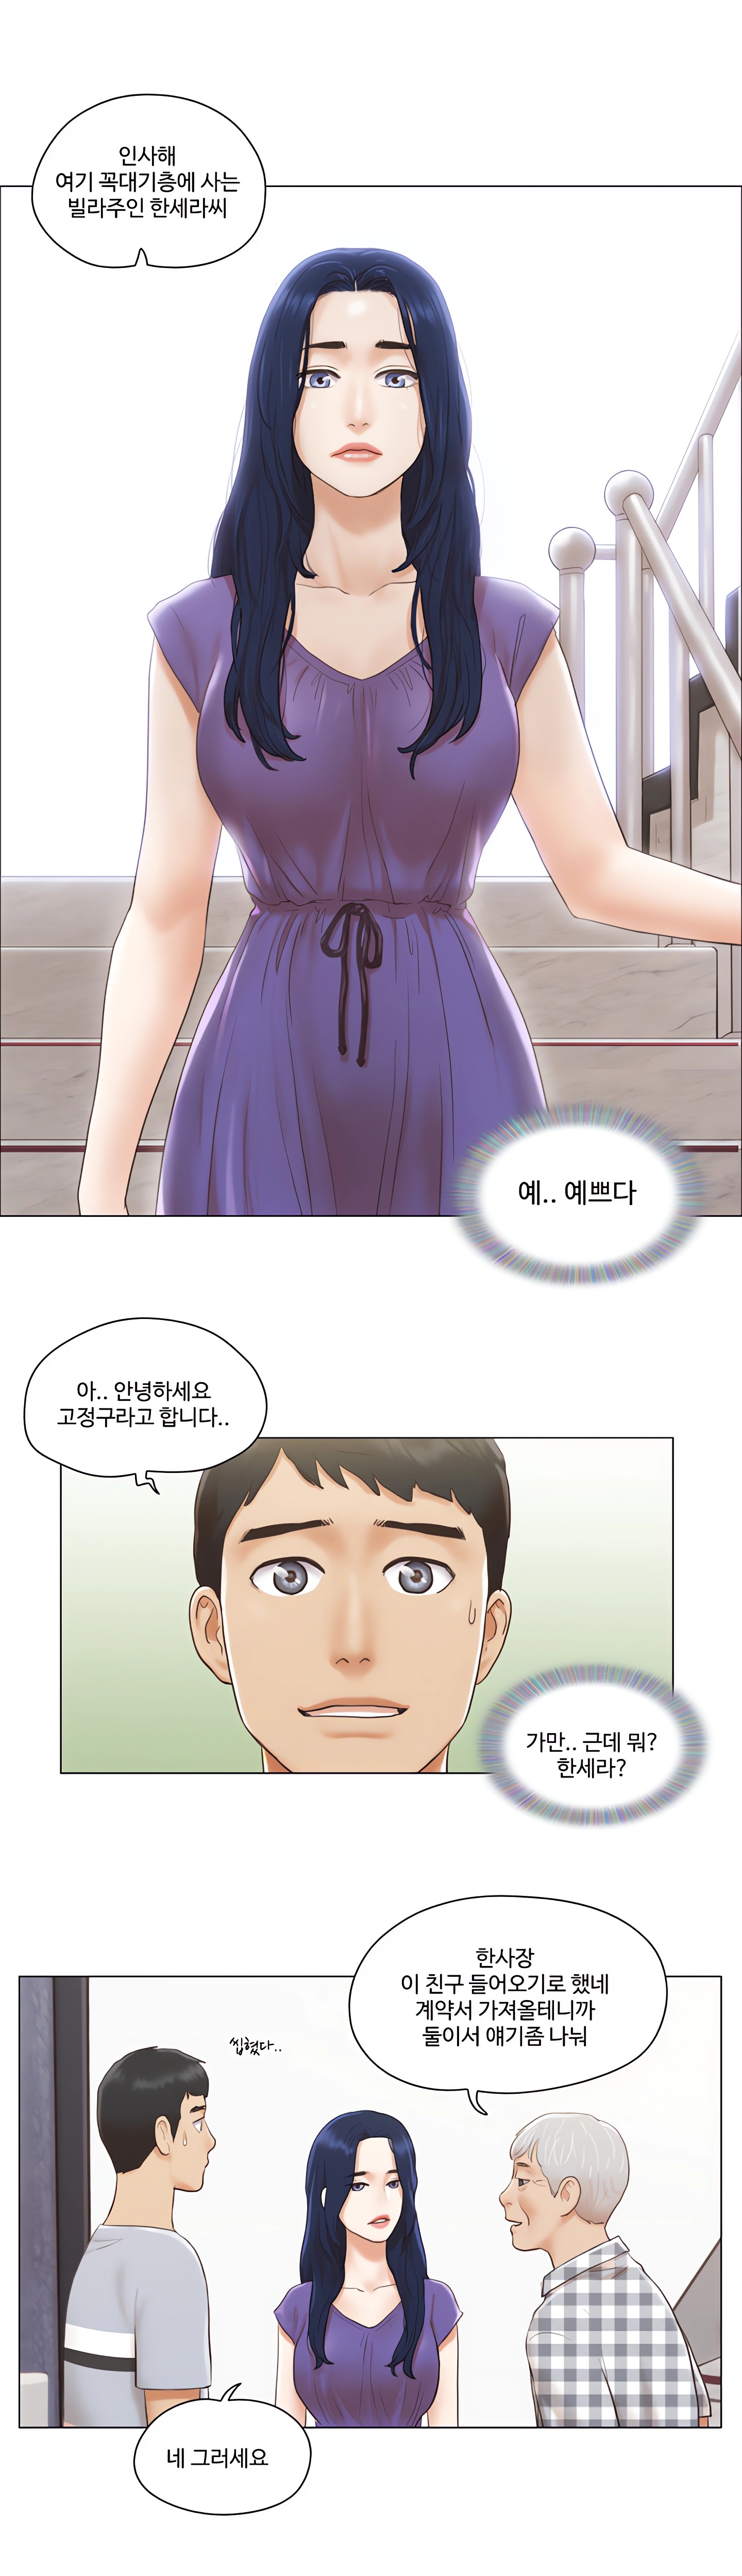 인사해
여기 꼭대기층에 사는
빌라주인 한세라씨
예.. 예쁘다
아.. 안녕하세요
고정구라고 합니다..
가만.. 근데 뭐?
한세라?
한사장
이 친구 들어오기로 했네
계약서 가져올테니까
둘이서 얘기좀 나눠
씹혔다..
네 그러세요